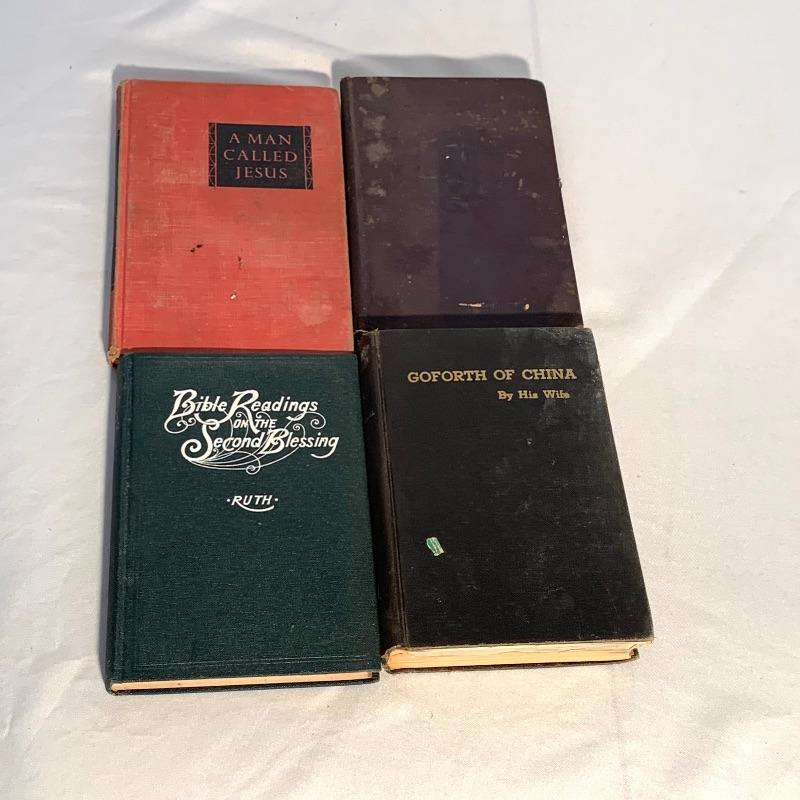 A MAN
CALLED
JESUS
Bible Readings
ON THE
Second Blessing
·RUTH·
GOFORTH OF CHINA
By His Wife